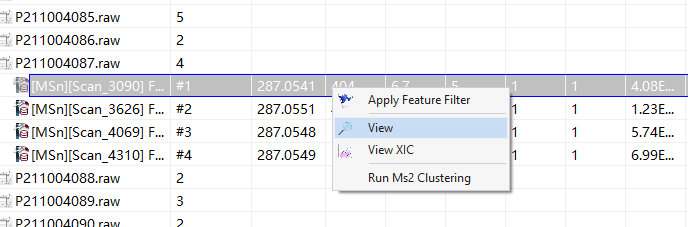 P211004085.raw 5
P211004086.raw 2
P211004087.raw 4
[MSn][Scan_3090] F... #1 287.0541 404 6.7 5 1 1 4.08E...
Apply Feature Filter
[MSn][Scan_3626] F... #2 287.0551 1 1 1.23E...
View
[MSn][Scan_4069] F... #3 287.0548 1 1 5.74E...
View XIC
[MSn][Scan_4310] F... #4 287.0549 1 1 6.99E...
P211004088.raw 2
Run Ms2 Clustering
P211004089.raw 3
P211004090.raw 2